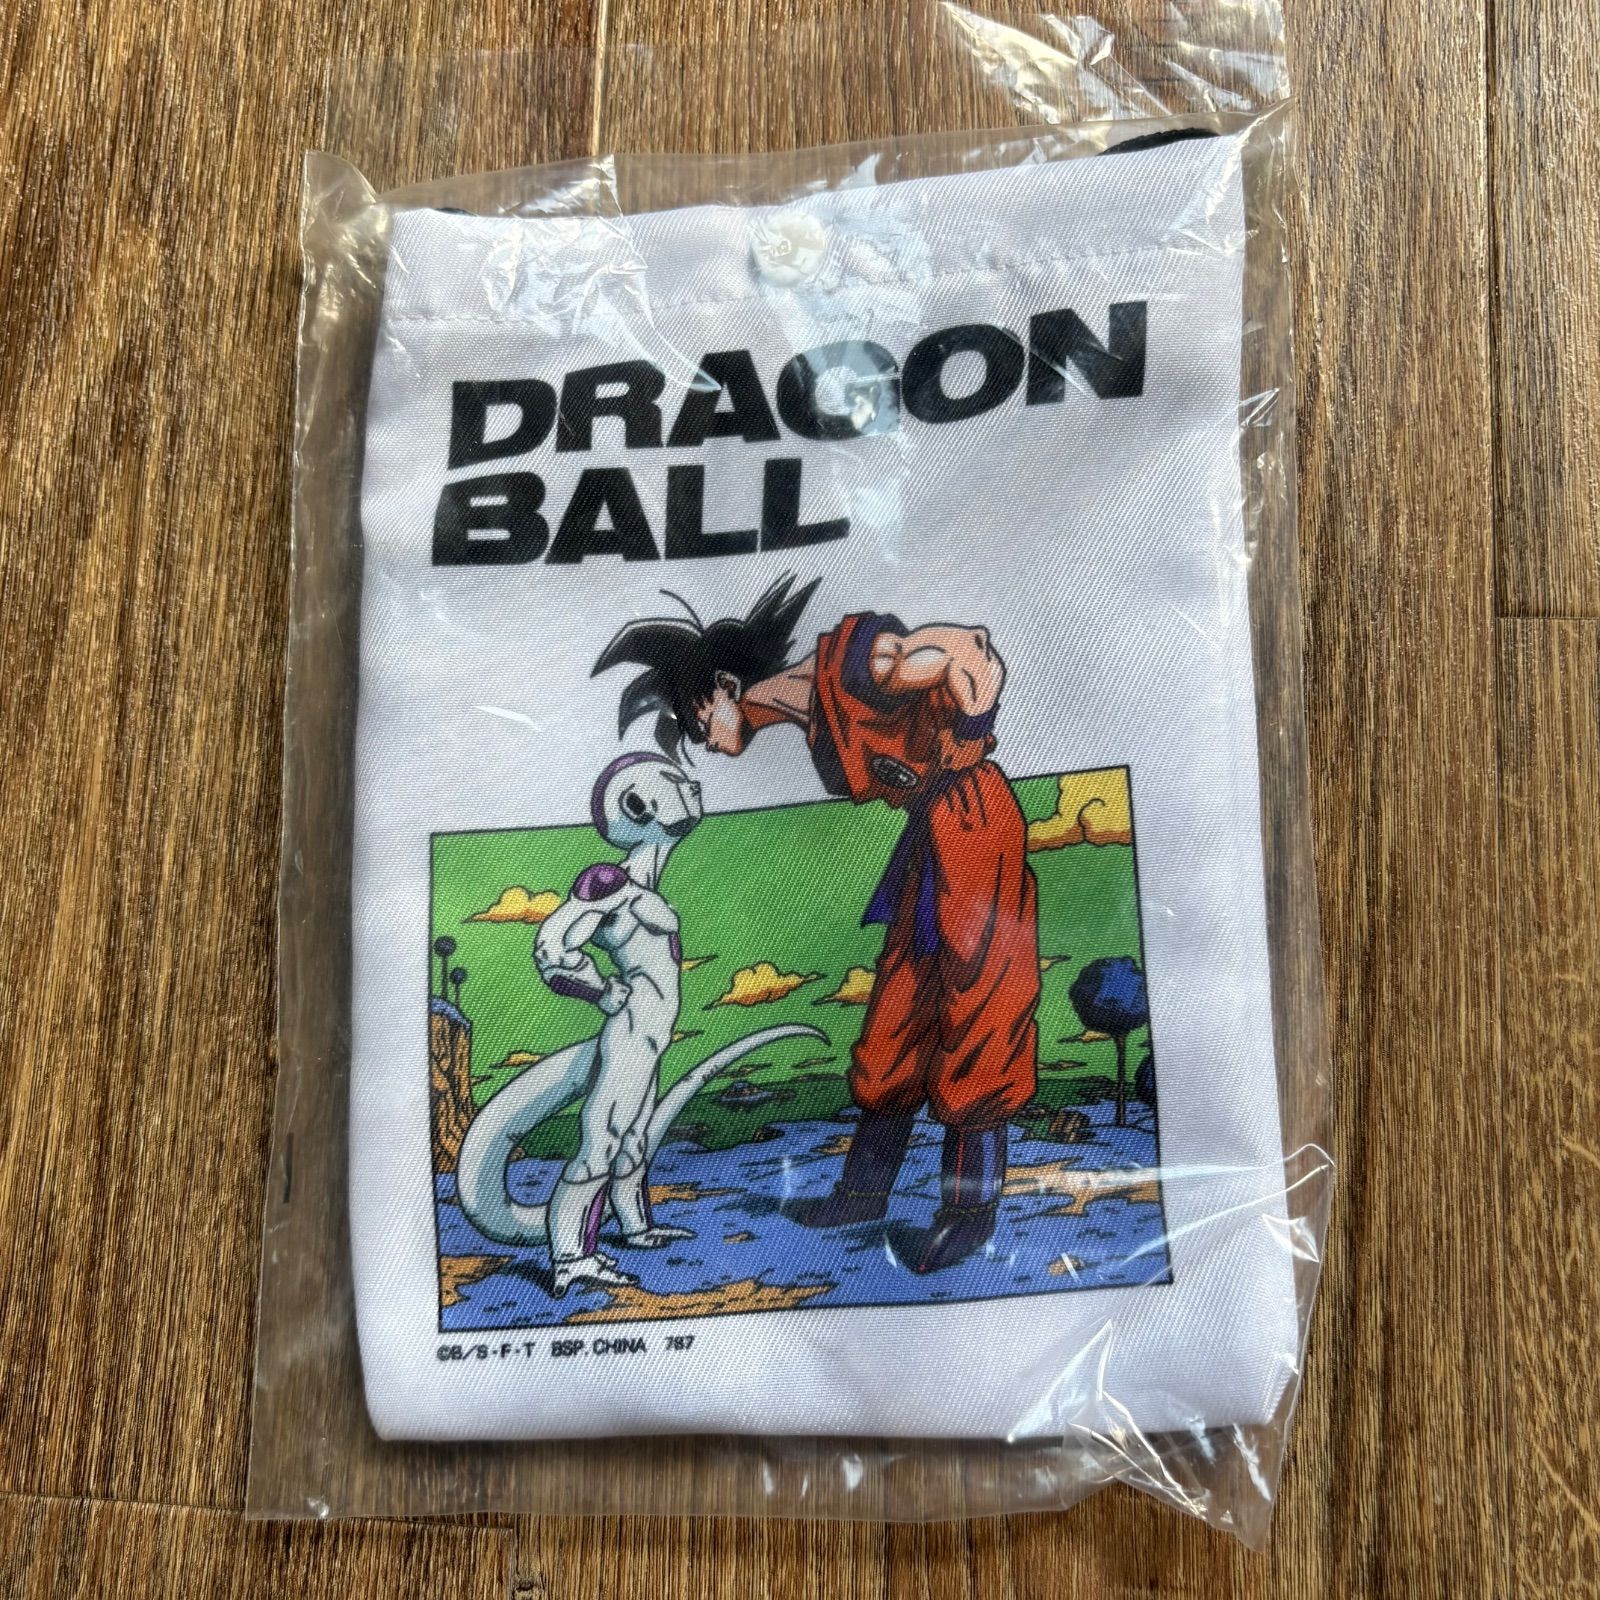 DRAGON
BALL
©B/S・F・T BSP. CHINA 787